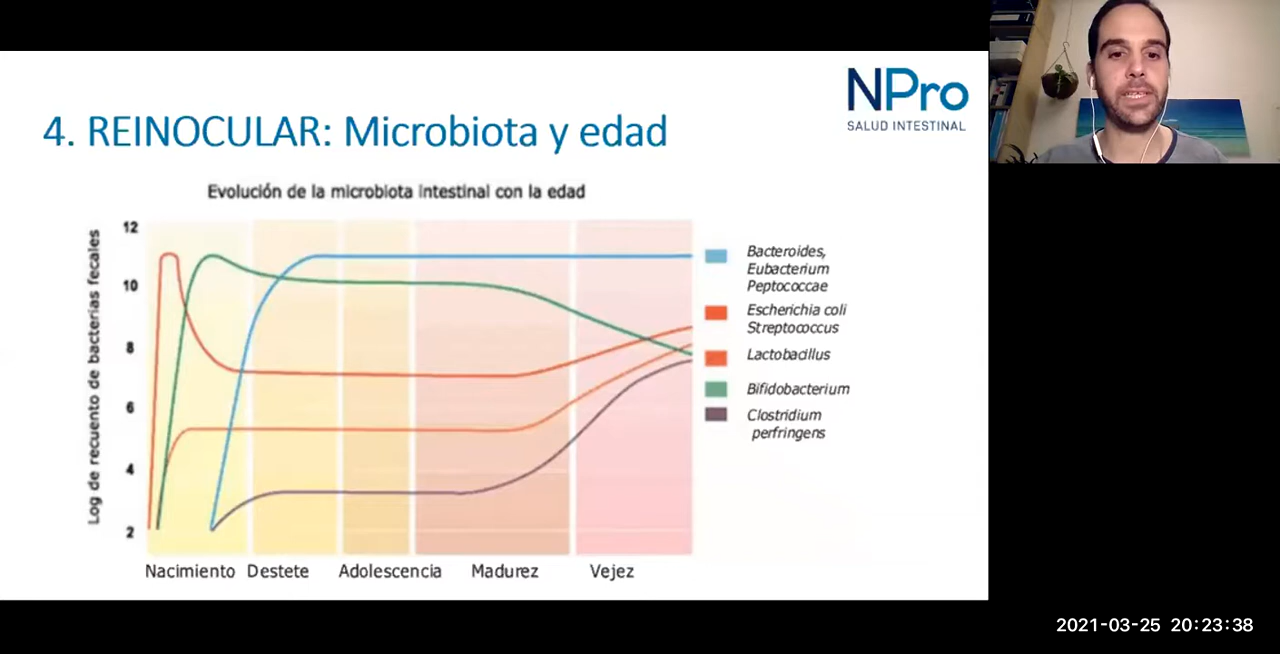 NPro
SALUD INTESTINAL
4. REINOCULAR: Microbiota y edad
Evolución de la microbiota intestinal con la edad
Log de recuento de bacterias fecales
12
10
8
6
4
2
Bacteroides,
Eubacterium
Peptococcae
Escherichia coli
Streptococcus
Lactobacillus
Bifidobacterium
Clostridium
perfringens
Nacimiento Destete Adolescencia Madurez Vejez
2021-03-25 20:23:38